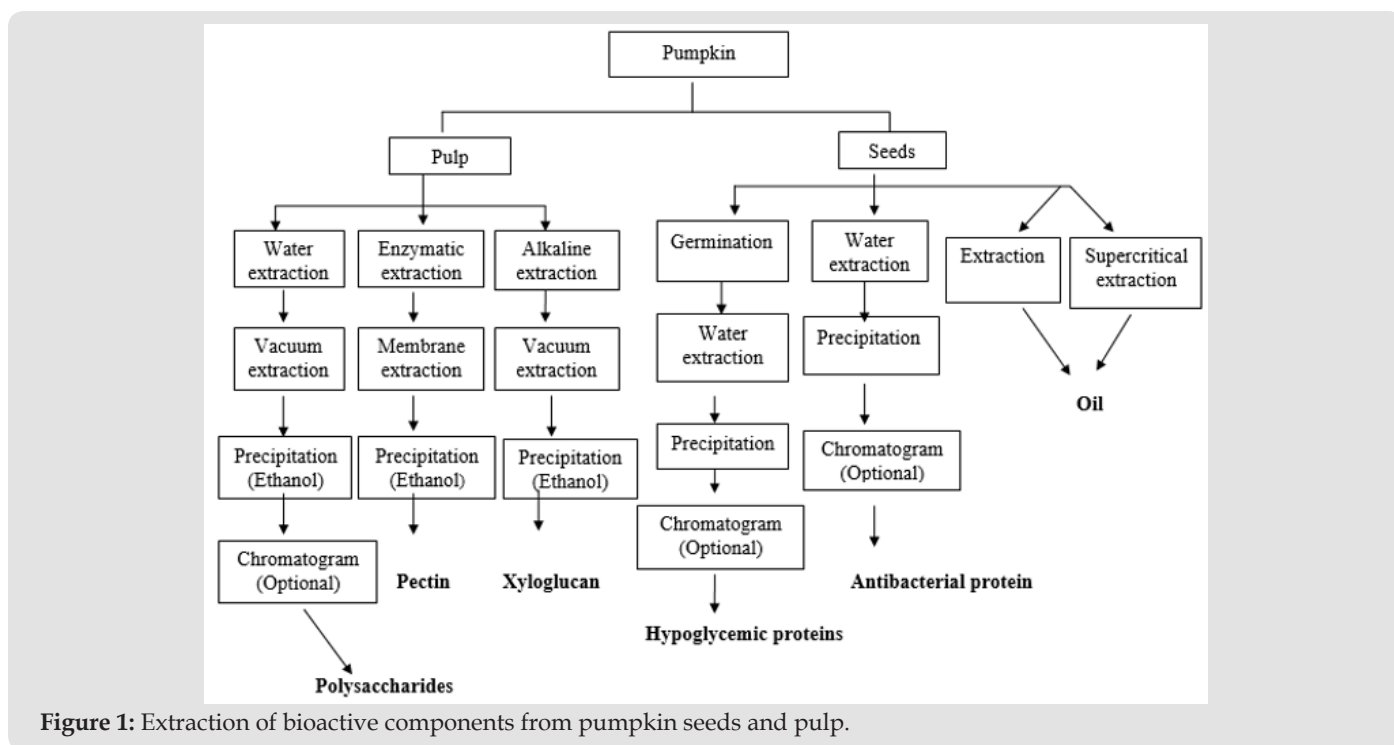 Pumpkin
Pulp
Seeds
Water
extraction
Enzymatic
extraction
Alkaline
extraction
Germination
Water
extraction
Extraction
Supercritical
extraction
Vacuum
extraction
Membrane
extraction
Vacuum
extraction
Water
extraction
Precipitation
Oil
Precipitation
(Ethanol)
Precipitation
(Ethanol)
Precipitation
(Ethanol)
Precipitation
Chromatogram
(Optional)
Chromatogram
(Optional)
Pectin
Xyloglucan
Chromatogram
(Optional)
Antibacterial protein
Hypoglycemic proteins
Polysaccharides
Figure 1: Extraction of bioactive components from pumpkin seeds and pulp.